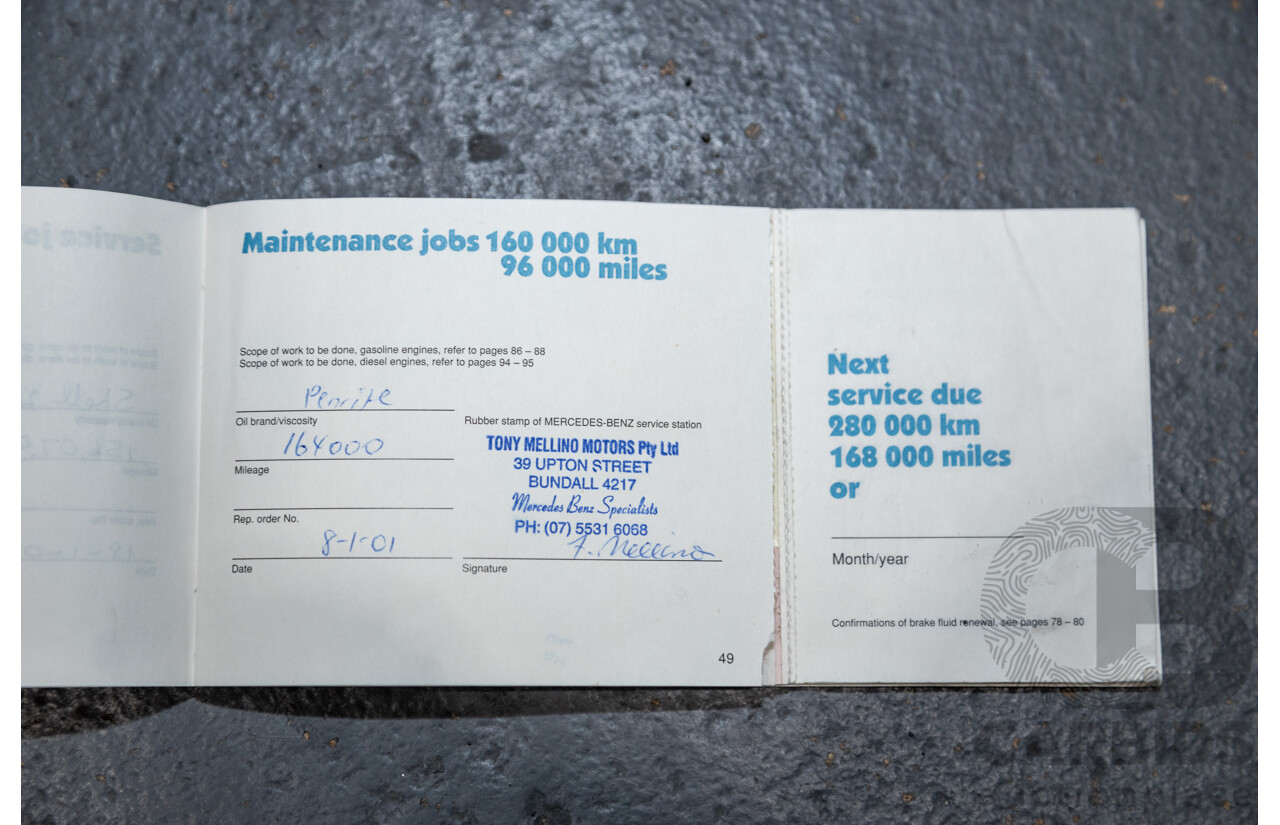 Maintenance jobs 160 000 km
96 000 miles
Scope of work to be done, gasoline engines, refer to pages 86 – 88
Scope of work to be done, diesel engines, refer to pages 94 – 95
Penrite
Oil brand/viscosity
164000
Mileage
Rep. order No.
8-1-01
Date
Rubber stamp of MERCEDES-BENZ service station
TONY MELLINO MOTORS Pty Ltd
39 UPTON STREET
BUNDALL 4217
Mercedes Benz Specialists
PH: (07) 5531 6068
Signature
49
Next
service due
280 000 km
168 000 miles
or
Month/year
Confirmations of brake fluid renewal, see pages 78 – 80